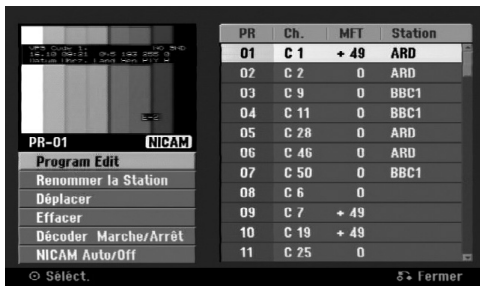 PR-01 NICAM
Program Edit
Renommer la Station
Déplacer
Effacer
Décoder Marche/Arrêt
NICAM Auto/Off
PR Ch. MFT Station
01 C 1 + 49 ARD
02 C 2 0 ARD
03 C 9 0 BBC1
04 C 11 0 BBC1
05 C 28 0 ARD
06 C 46 0 ARD
07 C 50 0 BBC1
08 C 6 0
09 C 7 + 49
10 C 19 + 49
11 C 25 0
Séléct.
Fermer